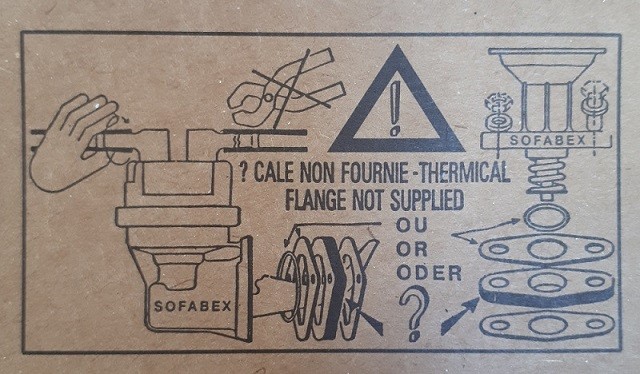 SOFABEX
? CALE NON FOURNIE - THERMICAL
FLANGE NOT SUPPLIED
OU
OR
ODER
?
SOFABEX